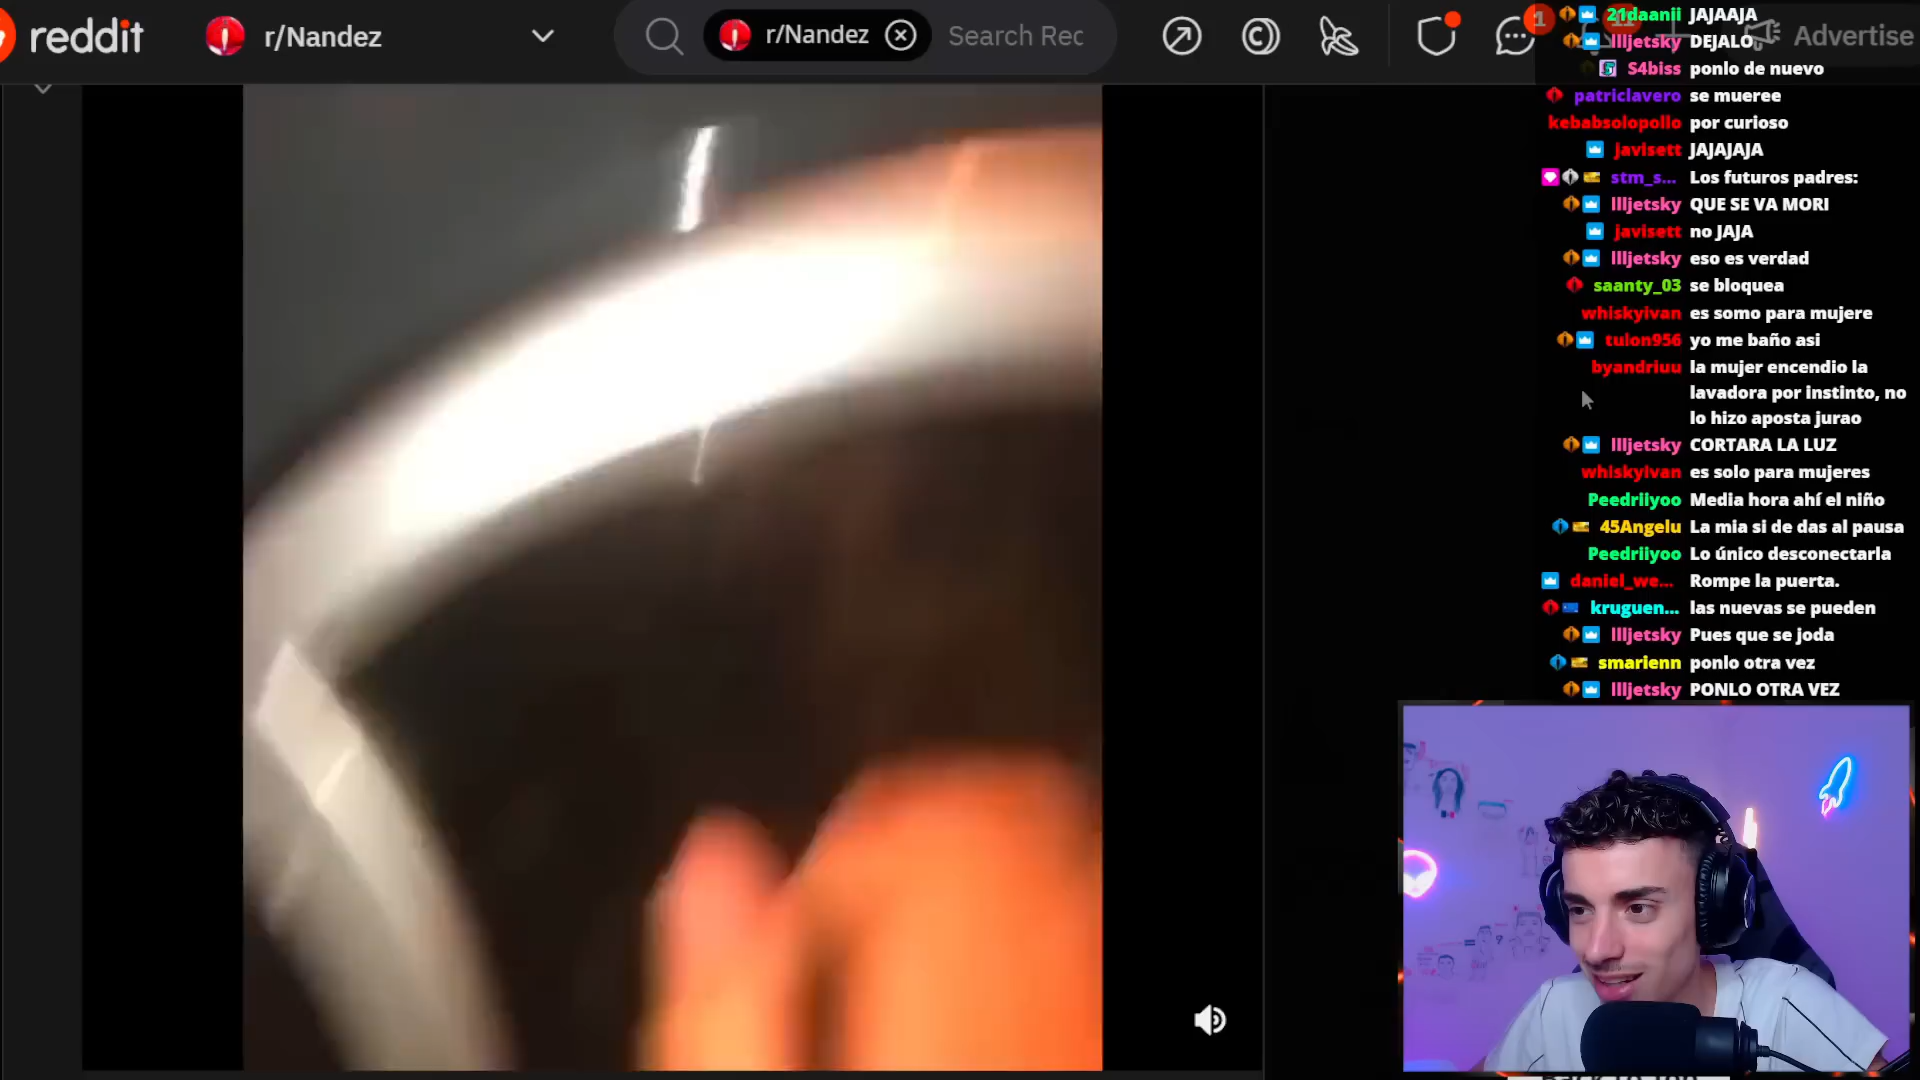 reddit
r/Nandez
r/Nandez
Search Rec
Advertise
1
11
21daanii JAJAAJA
llljetsky DEJALO
S4biss ponlo de nuevo
patriclavero se mueree
kebabsolopollo por curioso
javisett JAJAJAJA
stm_s... Los futuros padres:
llljetsky QUE SE VA MORI
javisett no JAJA
llljetsky eso es verdad
saanty_03 se bloquea
whiskyivan es somo para mujere
tulon956 yo me baño asi
byandriuu la mujer encendio la
lavadora por instinto, no
lo hizo aposta jurao
llljetsky CORTARA LA LUZ
whiskyivan es solo para mujeres
Peedriiyoo Media hora ahí el niño
45Angelu La mia si de das al pausa
Peedriiyoo Lo único desconectarla
daniel_we... Rompe la puerta.
kruguen... las nuevas se pueden
llljetsky Pues que se joda
smarienn ponlo otra vez
llljetsky PONLO OTRA VEZ